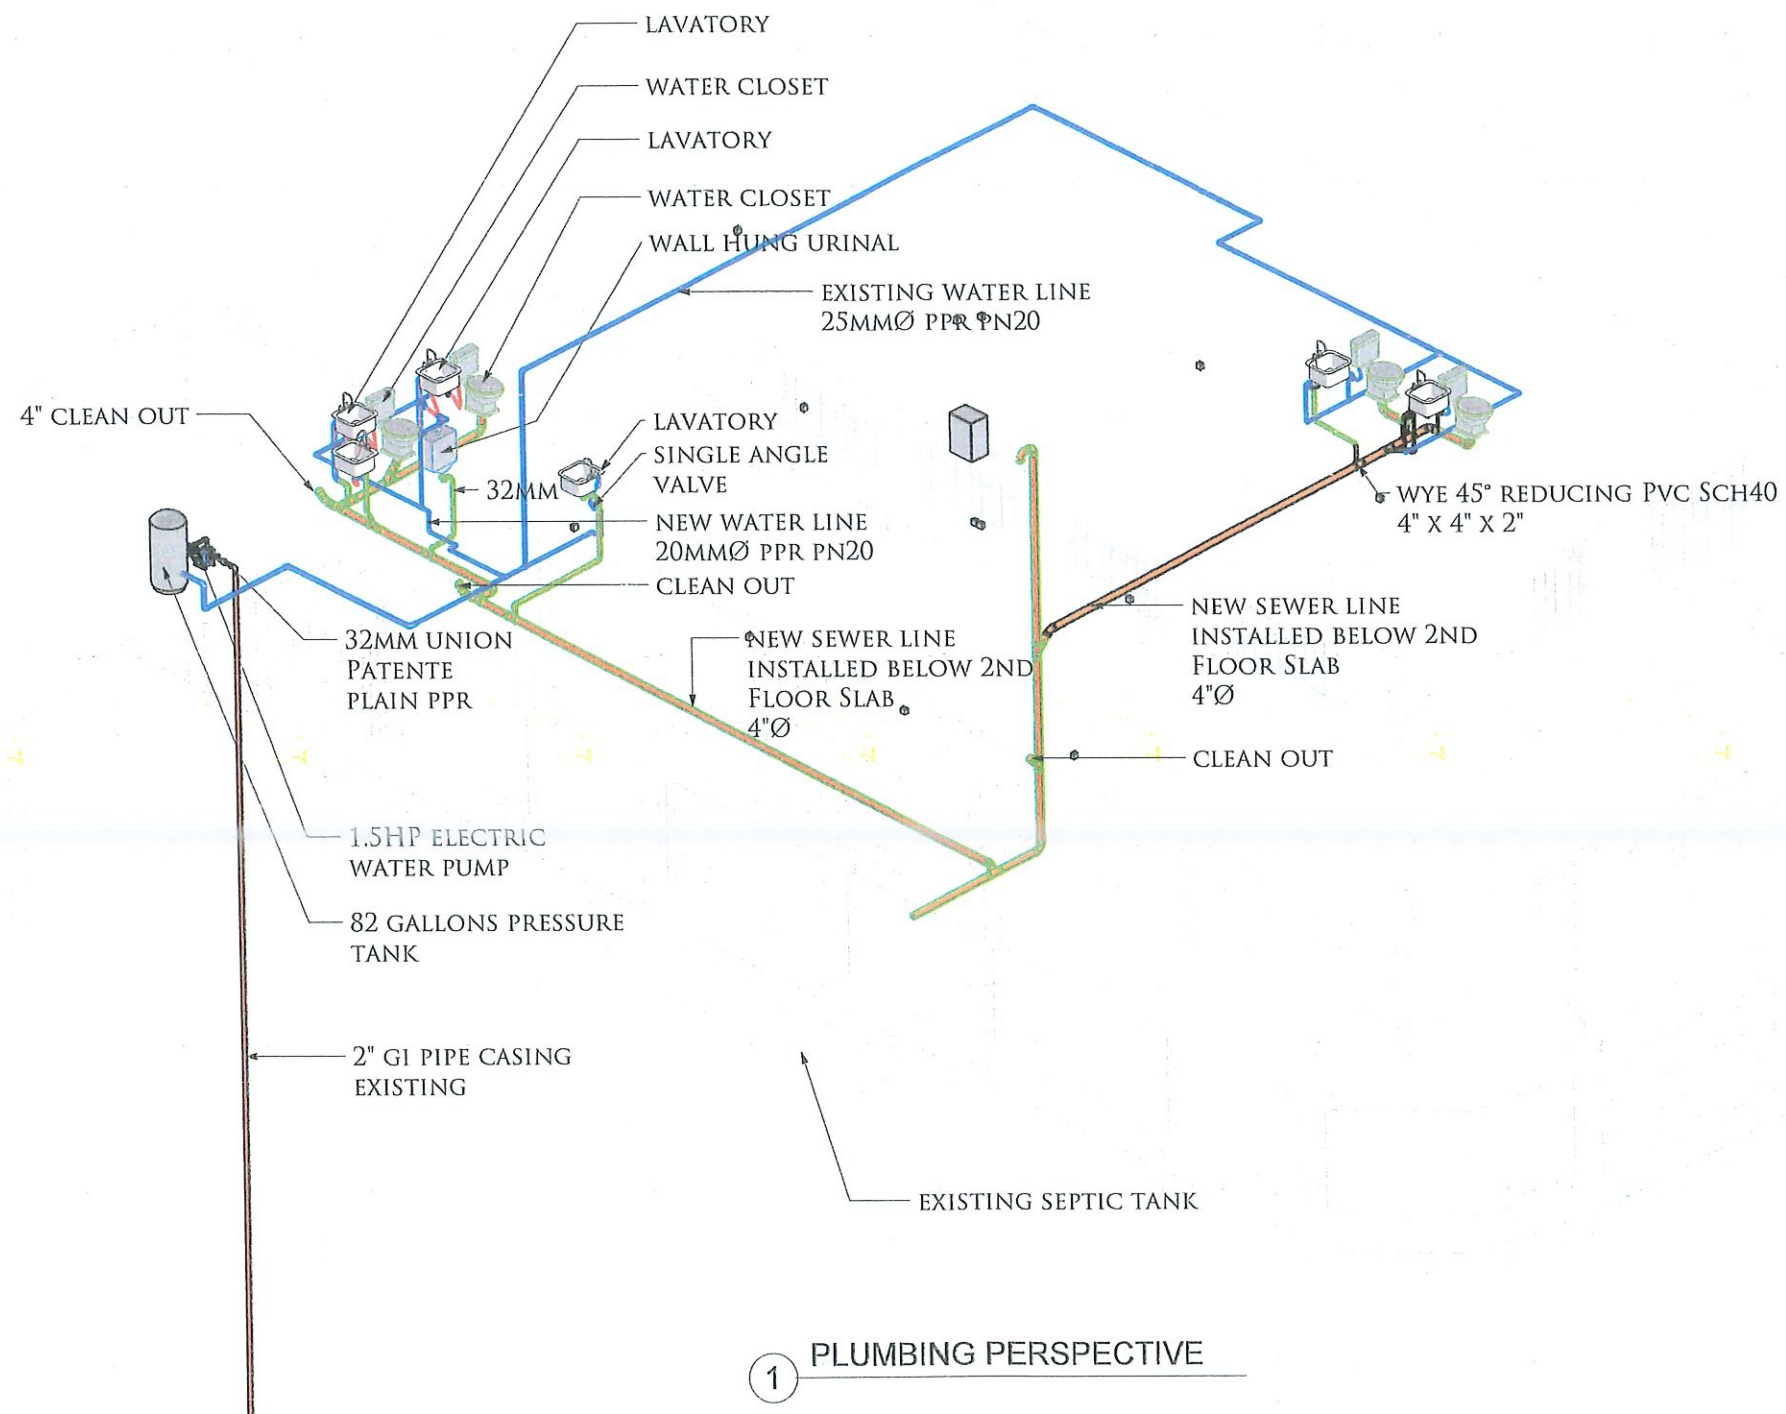 LAVATORY
WATER CLOSET
LAVATORY
WATER CLOSET
WALL HUNG URINAL
EXISTING WATER LINE
25MMØ PPR PN20
4" CLEAN OUT
LAVATORY
SINGLE ANGLE
VALVE
32MM
NEW WATER LINE
20MMØ PPR PN20
CLEAN OUT
WYE 45° REDUCING PVC SCH40
4" X 4" X 2"
32MM UNION
PATENTE
PLAIN PPR
NEW SEWER LINE
INSTALLED BELOW 2ND
FLOOR SLAB
4"Ø
NEW SEWER LINE
INSTALLED BELOW 2ND
FLOOR SLAB
4"Ø
CLEAN OUT
1.5HP ELECTRIC
WATER PUMP
82 GALLONS PRESSURE
TANK
2" GI PIPE CASING
EXISTING
EXISTING SEPTIC TANK
1 PLUMBING PERSPECTIVE